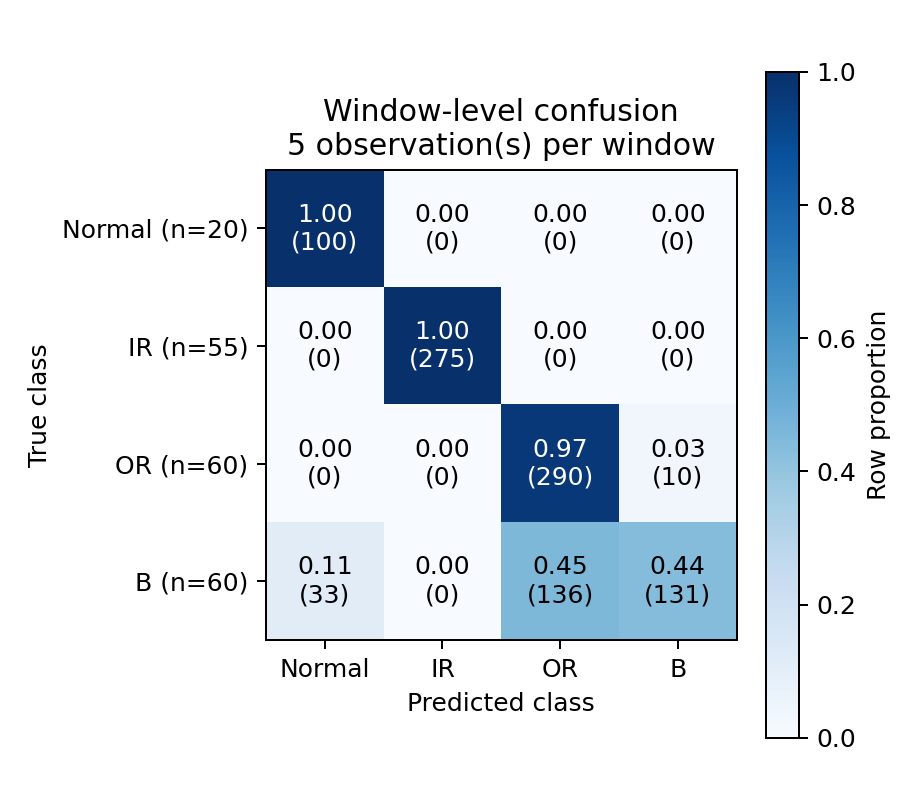 Window-level confusion
5 observation(s) per window
1.0
0.8
0.6
0.4
0.2
0.0
Row proportion
True class
Normal (n=20)
1.00 0.00 0.00 0.00
(100) (0) (0) (0)
IR (n=55)
0.00 1.00 0.00 0.00
(0) (275) (0) (0)
OR (n=60)
0.00 0.00 0.97 0.03
(0) (0) (290) (10)
B (n=60)
0.11 0.00 0.45 0.44
(33) (0) (136) (131)
Normal IR OR B
Predicted class